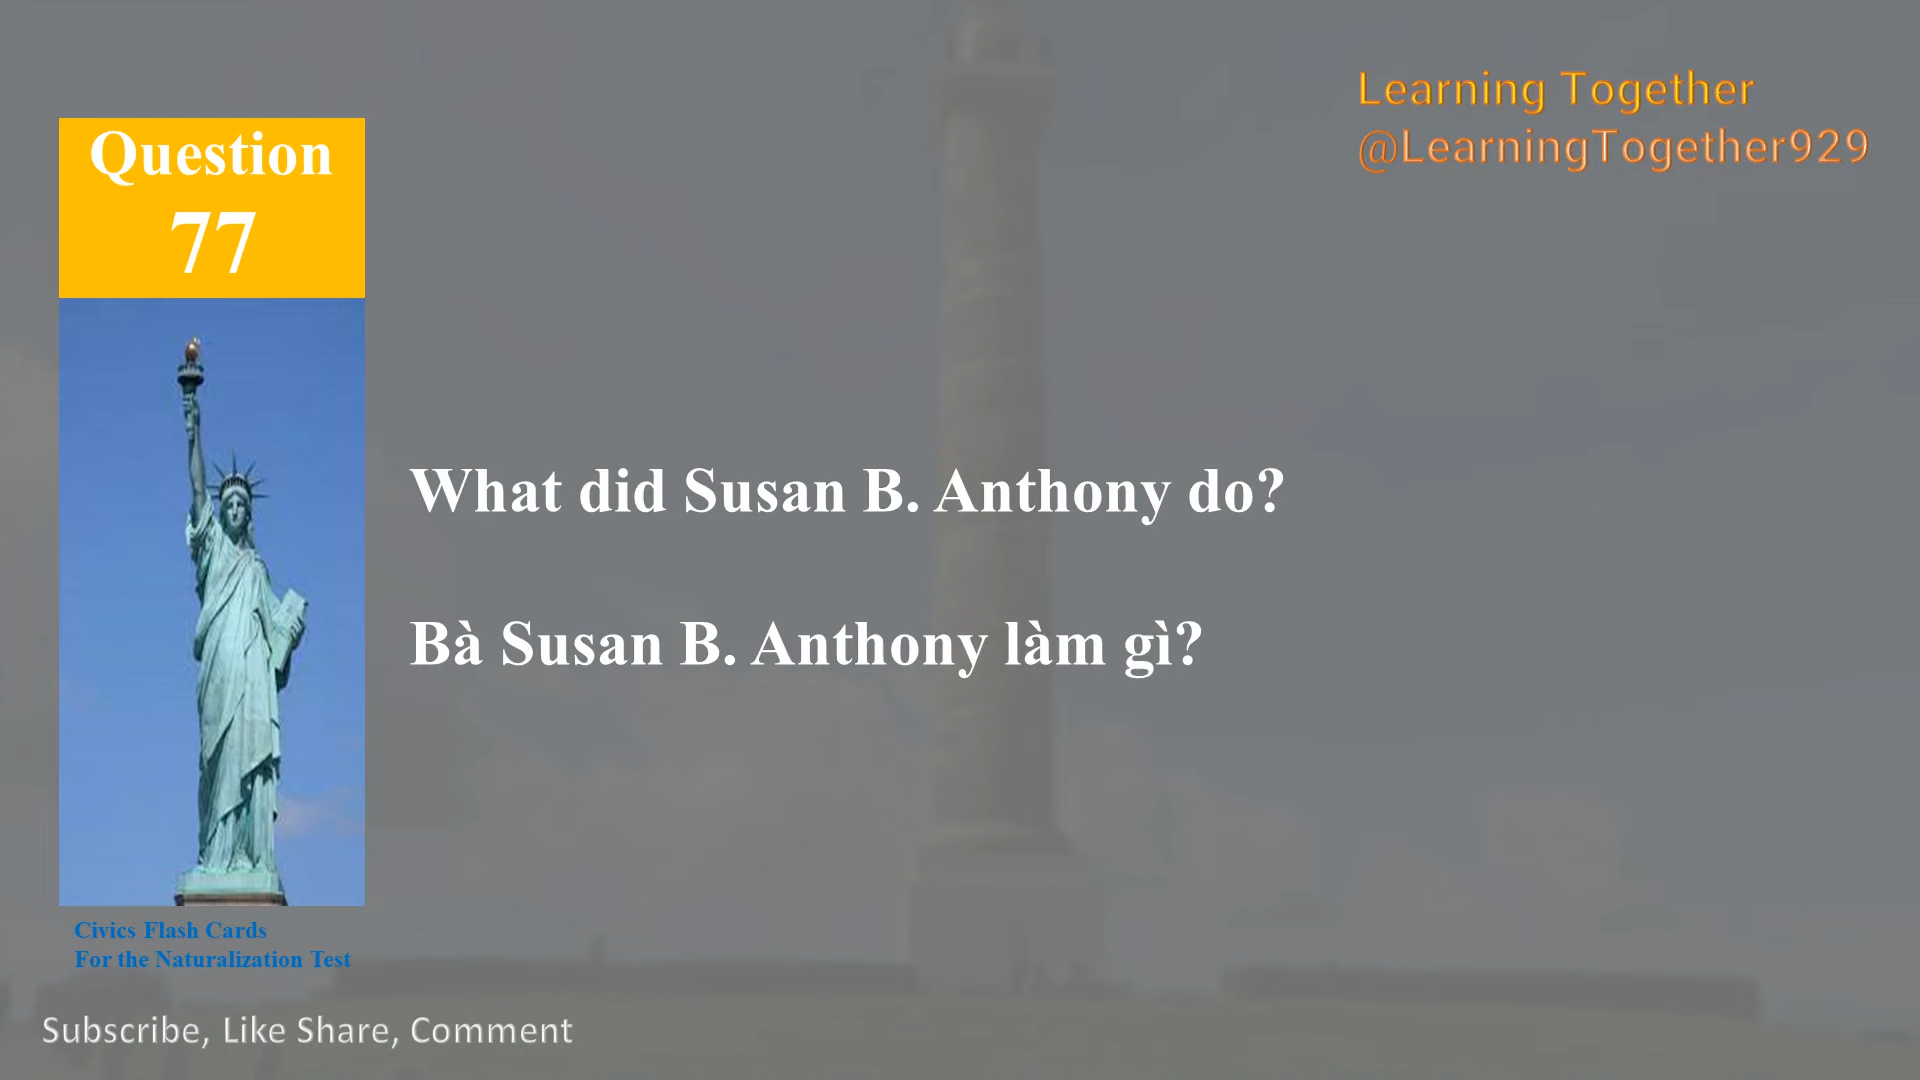 Learning Together
@LearningTogether929
Question
77
What did Susan B. Anthony do?
Bà Susan B. Anthony làm gì?
Civics Flash Cards
For the Naturalization Test
Subscribe, Like Share, Comment